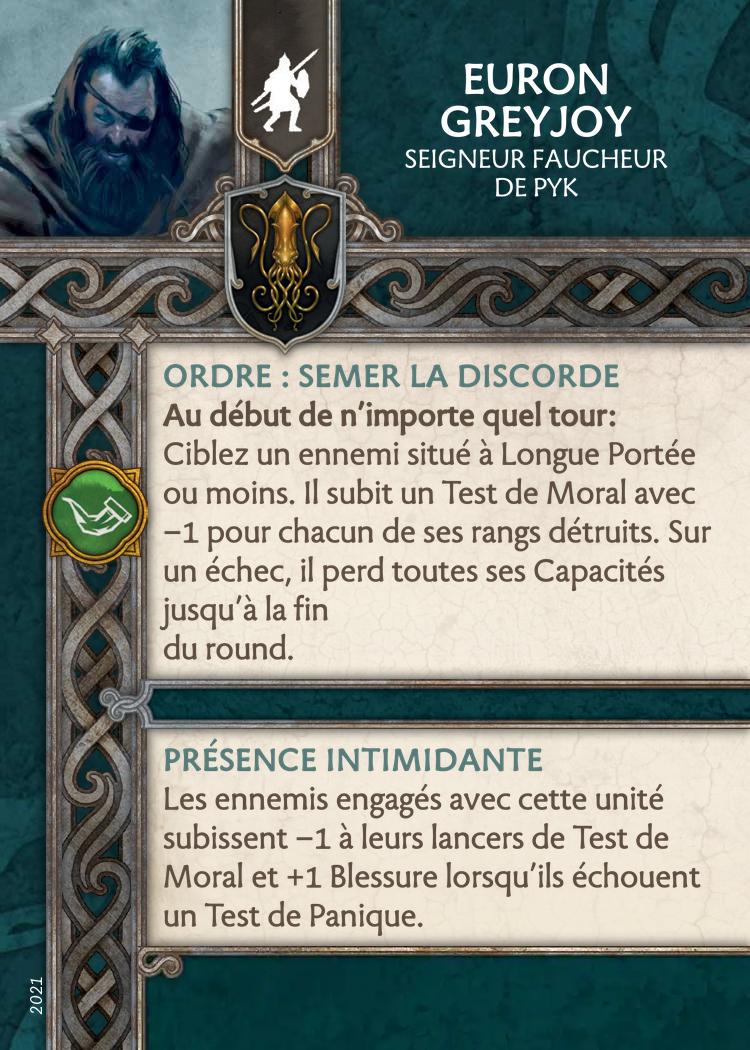 EURON
GREYJOY
SEIGNEUR FAUCHEUR
DE PYK
ORDRE : SEMER LA DISCORDE
Au début de n'importe quel tour:
Ciblez un ennemi situé à Longue Portée
ou moins. Il subit un Test de Moral avec
−1 pour chacun de ses rangs détruits. Sur
un échec, il perd toutes ses Capacités
jusqu'à la fin
du round.
PRÉSENCE INTIMIDANTE
Les ennemis engagés avec cette unité
subissent −1 à leurs lancers de Test de
Moral et +1 Blessure lorsqu'ils échouent
un Test de Panique.
2021